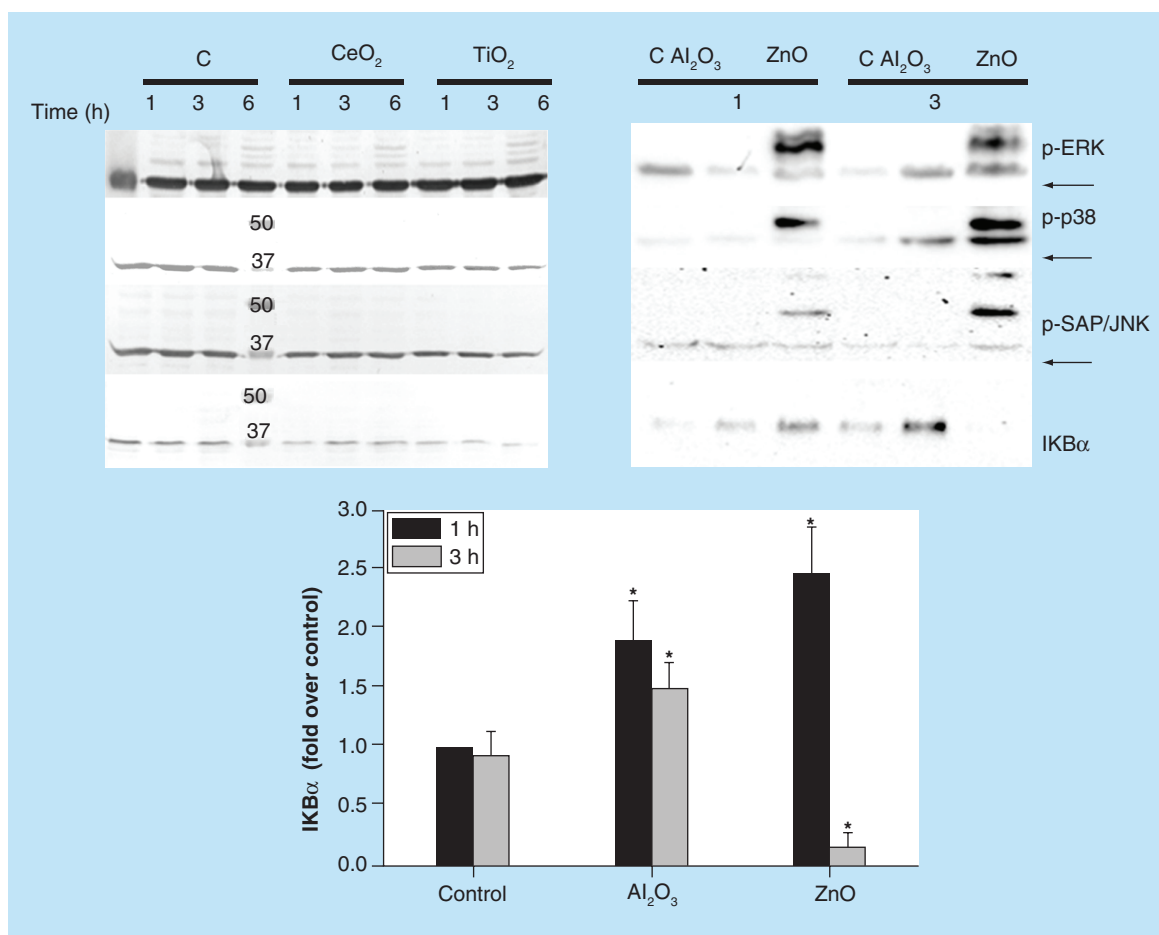 C CeO₂ TiO₂
Time (h) 1 3 6 1 3 6 1 3 6
50
37
50
37
50
37
C Al₂O₃ ZnO C Al₂O₃ ZnO
1 3
p-ERK
p-p38
p-SAP/JNK
IKBα
IKBα (fold over control)
3.0
2.5
2.0
1.5
1.0
0.5
0.0
1 h
3 h
* * * *
Control Al₂O₃ ZnO